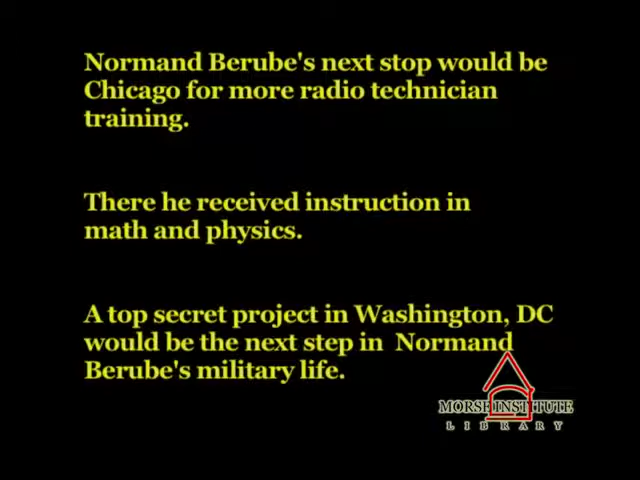 Normand Berube's next stop would be
Chicago for more radio technician
training.
There he received instruction in
math and physics.
A top secret project in Washington, DC
would be the next step in  Normand
Berube's military life.
MORSE INSTITUTE
LIBRARY